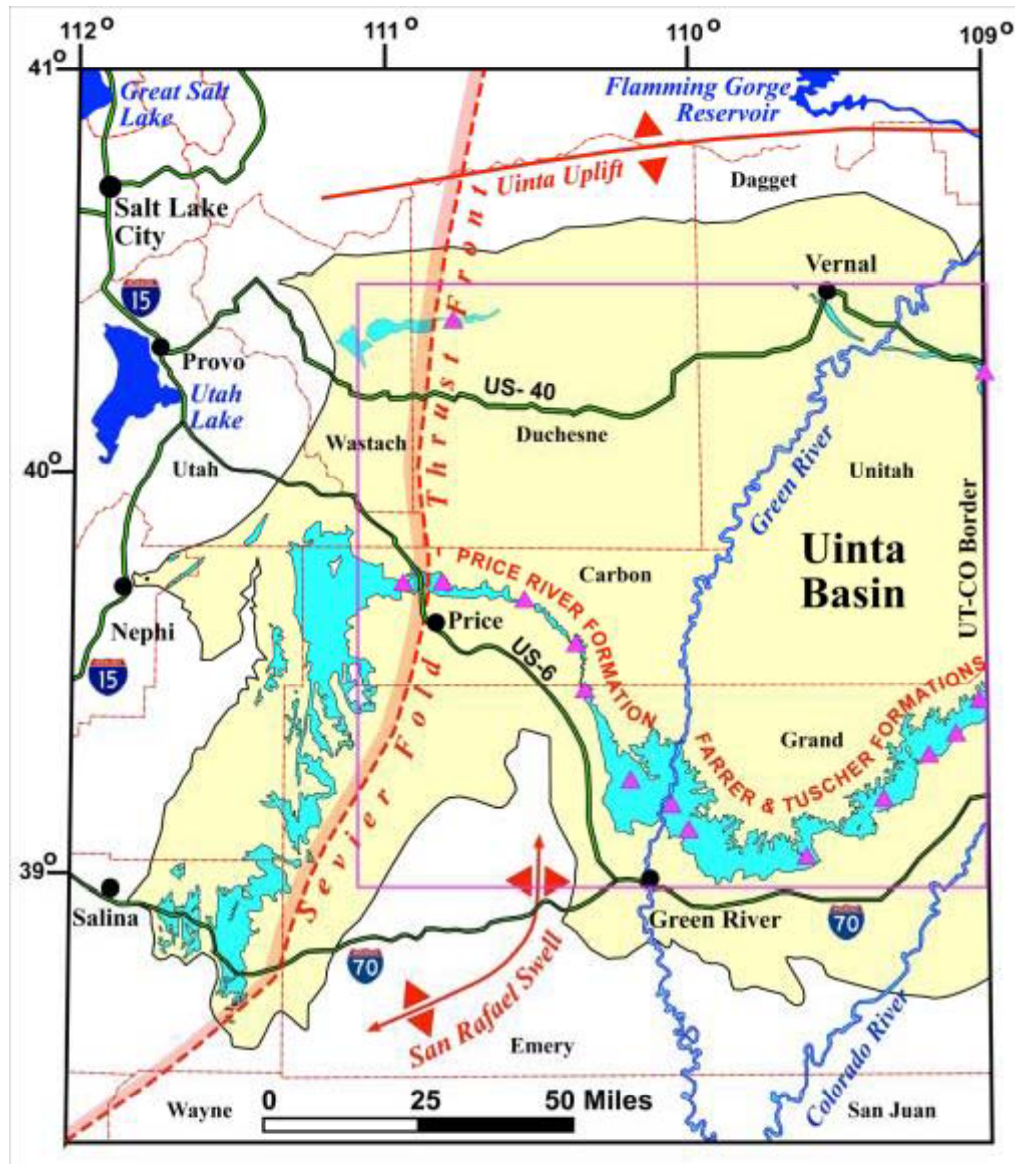 112° 111° 110° 109°
41°
Great Salt
Lake
Flamming Gorge
Reservoir
Uinta Uplift
Dagget
Salt Lake
City
Vernal
15
Thrust Front
Provo
US- 40
Utah
Lake
Wastach
Duchesne
Green River
40°
Utah
Unitah
UT-CO Border
Uinta
Basin
PRICE RIVER FORMATION
Carbon
Price
Nephi
US-6
15
Sevier Fold
FARRER & TUSCHER FORMATIONS
Grand
39°
Salina
Green River
70
70
San Rafael Swell
Emery
Colorado River
Wayne
0 25 50 Miles
San Juan